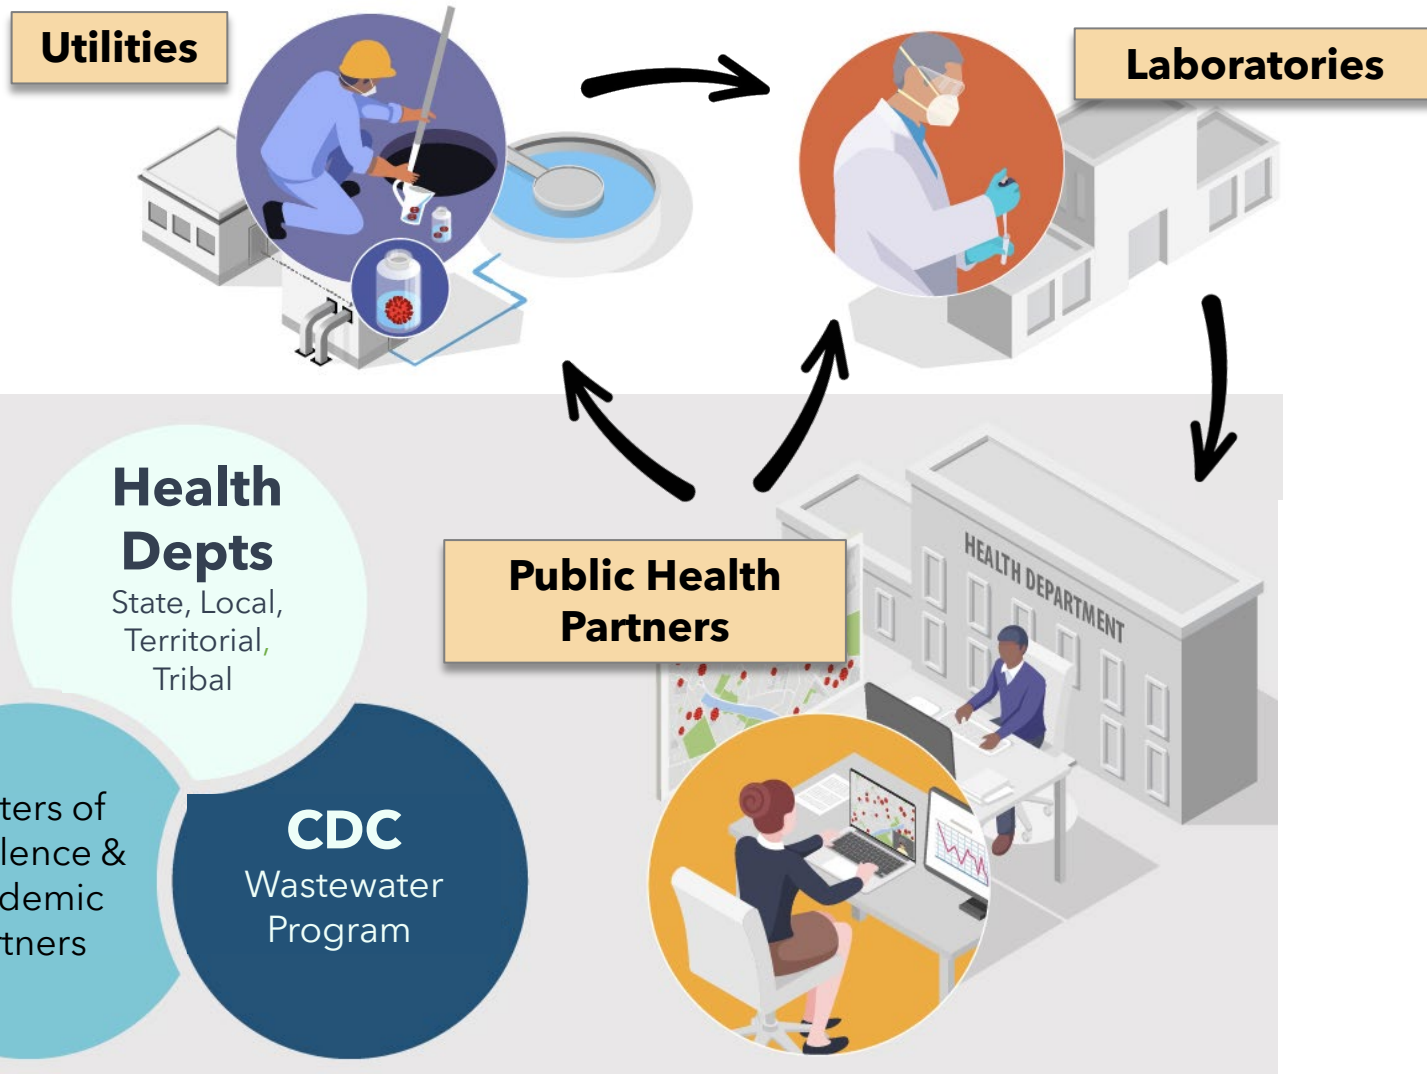 Utilities
Laboratories
Health
Depts
State, Local,
Territorial,
Tribal
Public Health
Partners
HEALTH DEPARTMENT
ters of
lence &
demic
tners
CDC
Wastewater
Program